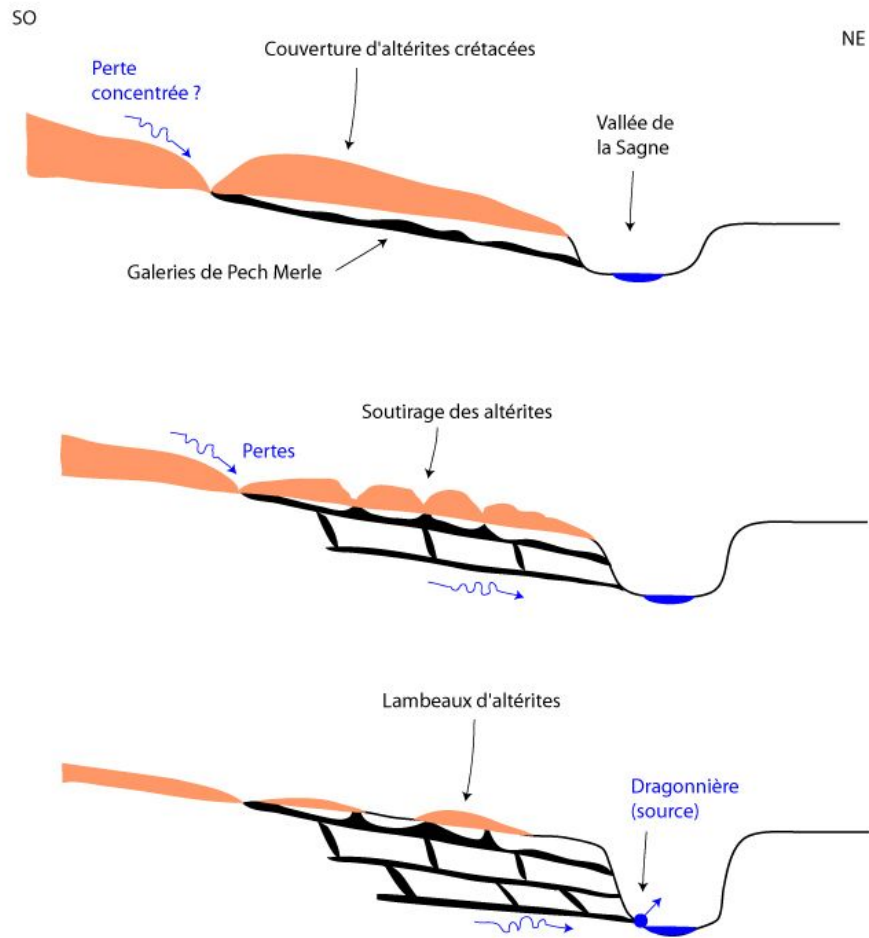 SO
NE
Couverture d'altérites crétacées
Perte
concentrée ?
Vallée de
la Sagne
Galeries de Pech Merle
Soutirage des altérites
Pertes
Lambeaux d'altérites
Dragonnière
(source)